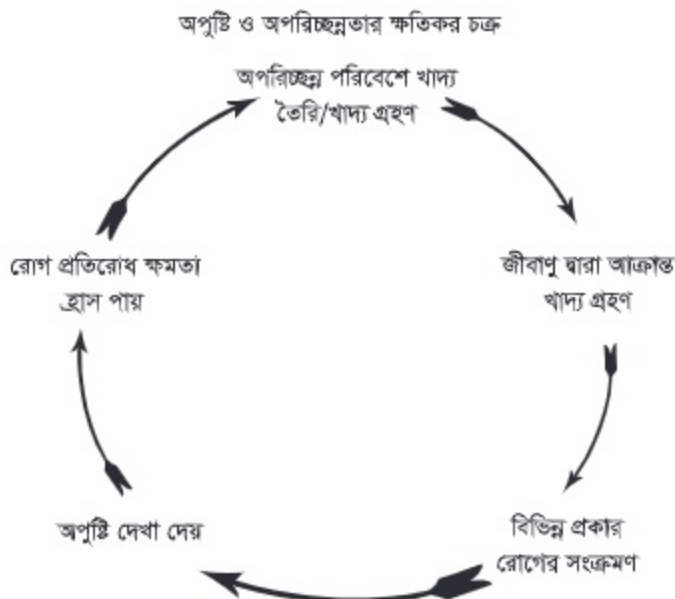 অপুষ্টি ও অপরিচ্ছন্নতার ক্ষতিকর চক্র
অপরিচ্ছন্ন পরিবেশে খাদ্য
তৈরি/খাদ্য গ্রহণ
জীবাণু দ্বারা আক্রান্ত
খাদ্য গ্রহণ
বিভিন্ন প্রকার
রোগের সংক্রমণ
অপুষ্টি দেখা দেয়
রোগ প্রতিরোধ ক্ষমতা
হ্রাস পায়